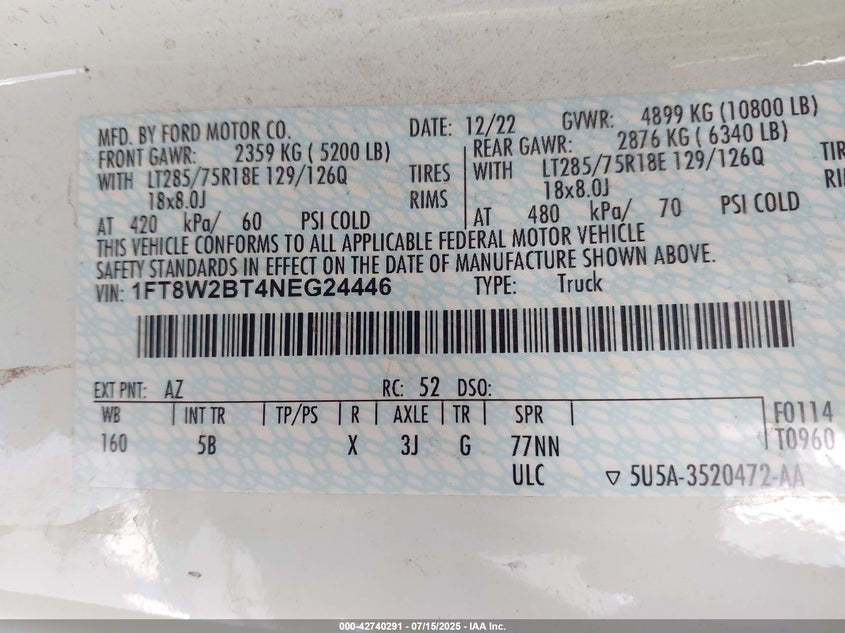 MFD. BY FORD MOTOR CO. DATE: 12/22 GVWR: 4899 KG (10800 LB)
FRONT GAWR: 2359 KG ( 5200 LB) REAR GAWR: 2876 KG ( 6340 LB)
WITH LT285/75R18E 129/126Q TIRES WITH LT285/75R18E 129/126Q
18x8.0J RIMS 18x8.0J
AT 420 kPa/ 60 PSI COLD AT 480 kPa/ 70 PSI COLD
THIS VEHICLE CONFORMS TO ALL APPLICABLE FEDERAL MOTOR VEHICLE
SAFETY STANDARDS IN EFFECT ON THE DATE OF MANUFACTURE SHOWN ABOVE.
VIN: 1FT8W2BT4NEG24446 TYPE: Truck
EXT PNT: AZ RC: 52 DSO:
WB INT TR TP/PS R AXLE TR SPR F0114
160 5B X 3J G 77NN T0960
ULC ▽ 5U5A-3520472-AA
000-42740291 - 07/15/2025 - IAA Inc.